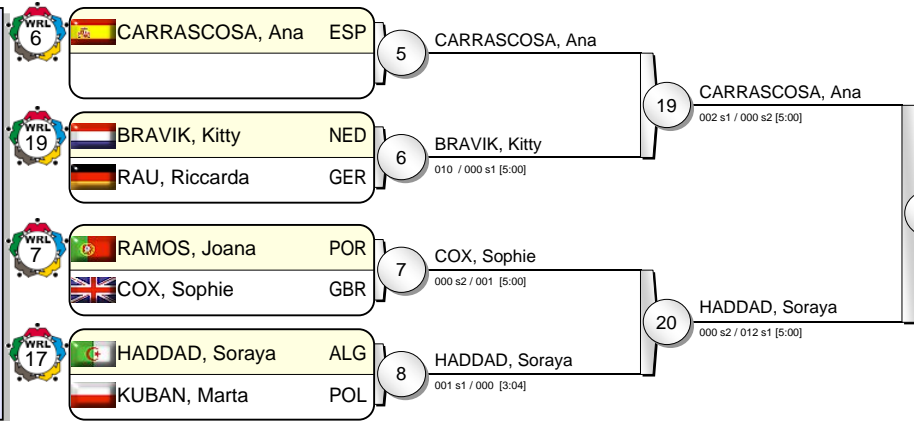 WRL
6
CARRASCOSA, Ana ESP
5
CARRASCOSA, Ana
19
CARRASCOSA, Ana
002 s1 / 000 s2 [5:00]
WRL
19
BRAVIK, Kitty NED
RAU, Riccarda GER
6
BRAVIK, Kitty
010 / 000 s1 [5:00]
WRL
7
RAMOS, Joana POR
COX, Sophie GBR
7
COX, Sophie
000 s2 / 001 [5:00]
20
HADDAD, Soraya
000 s2 / 012 s1 [5:00]
WRL
17
HADDAD, Soraya ALG
KUBAN, Marta POL
8
HADDAD, Soraya
001 s1 / 000 [3:04]